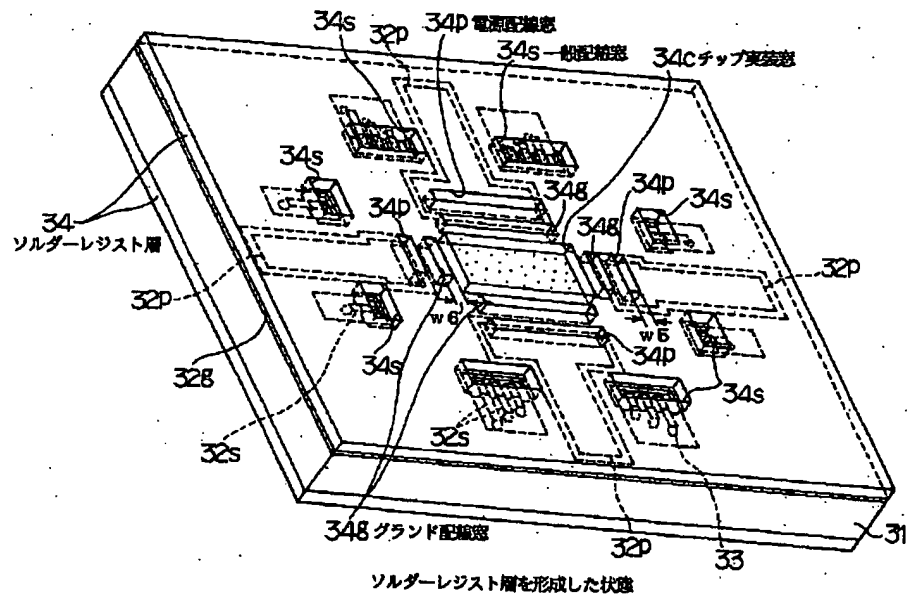 34s
34p 電源配線窓
32p
34s 一般配線窓
34c チップ実装窓
34s
34p
34g
34g
34p
34s
34
ソルダーレジスト層
32p
32p
w6
w5
34s
34p
34s
32g
32s
32s
34g グランド配線窓
32p
33
31
ソルダーレジスト層を形成した状態